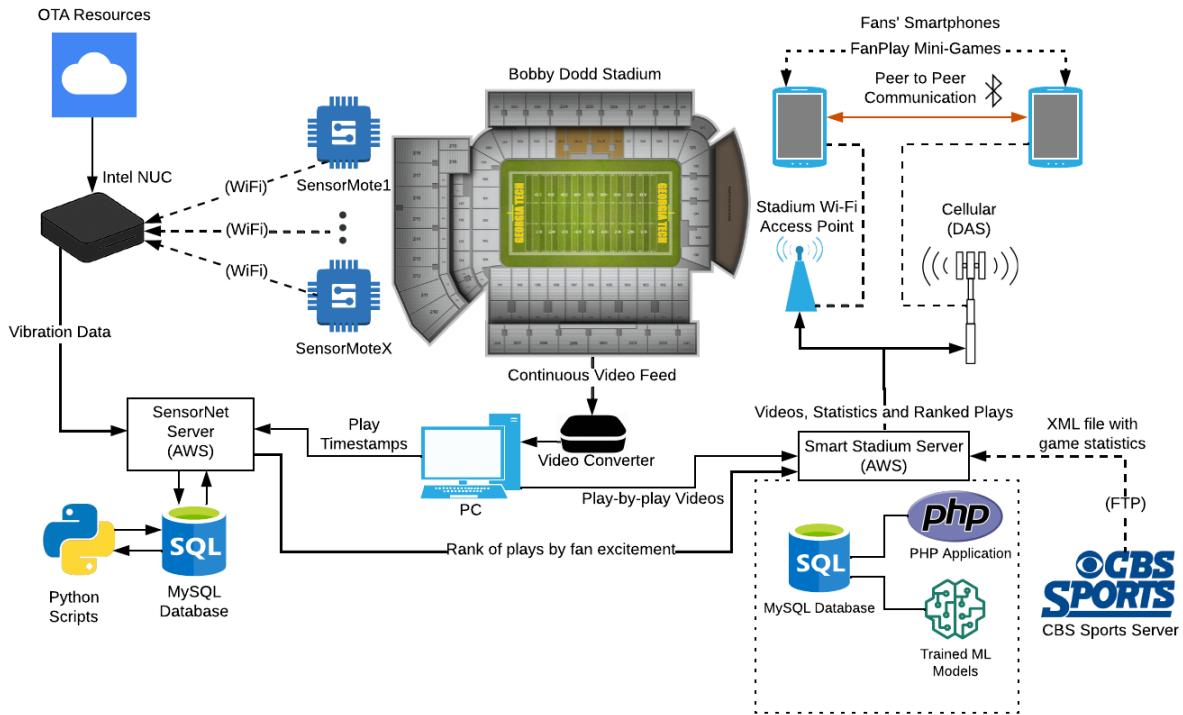 OTA Resources
Fans' Smartphones
FanPlay Mini-Games
Bobby Dodd Stadium
Peer to Peer
Communication
Intel NUC
(WiFi)
SensorMote1
(WiFi)
(WiFi)
SensorMoteX
GEORGIA TECH
GEORGIA TECH
Stadium Wi-Fi
Access Point
Cellular
(DAS)
Vibration Data
Continuous Video Feed
SensorNet
Server
(AWS)
Play
Timestamps
Video Converter
PC
Play-by-play Videos
Videos, Statistics and Ranked Plays
Smart Stadium Server
(AWS)
XML file with
game statistics
(FTP)
Rank of plays by fan excitement
SQL
Python
Scripts
MySQL
Database
SQL
MySQL Database
php
PHP Application
Trained ML
Models
CBS
SPORTS
CBS Sports Server